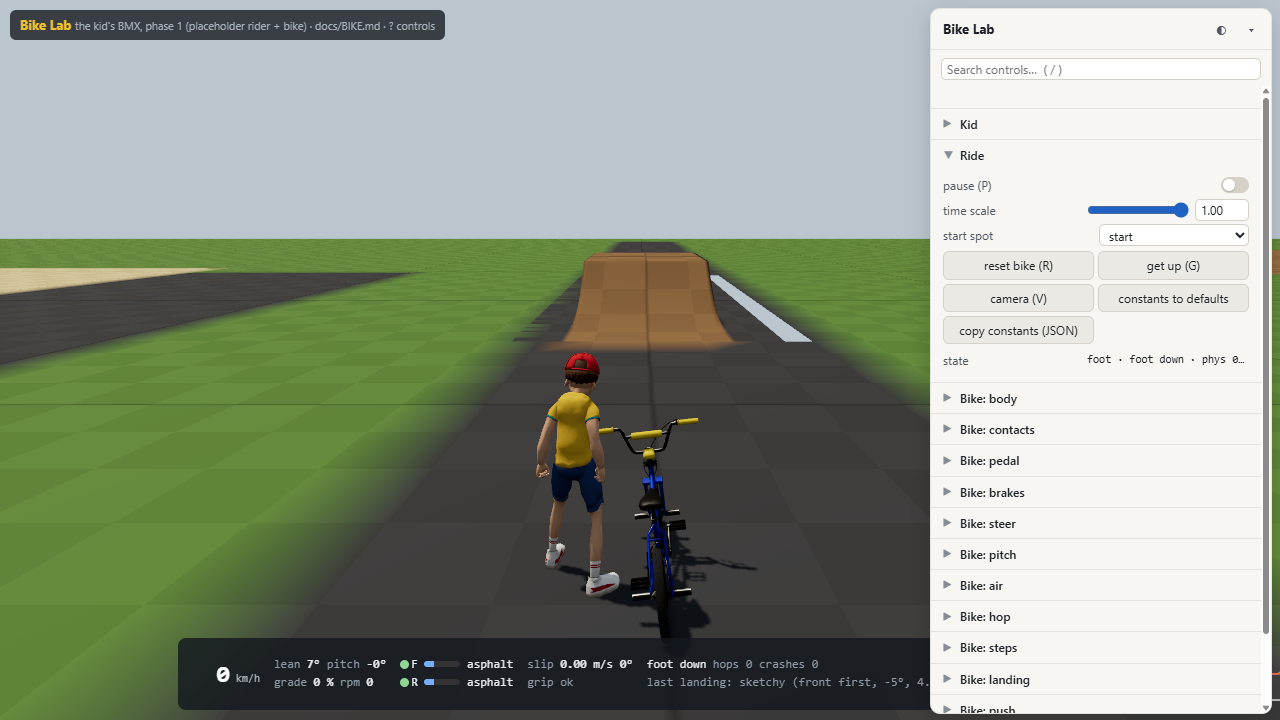 Bike Lab the kid's BMX, phase 1 (placeholder rider + bike) · docs/BIKE.md · ? controls
Bike Lab
Search controls... ( / )
Kid
Ride
pause (P)
time scale 1.00
start spot start
reset bike (R) get up (G)
camera (V) constants to defaults
copy constants (JSON)
state foot · foot down · phys 0…
Bike: body
Bike: contacts
Bike: pedal
Bike: brakes
Bike: steer
Bike: pitch
Bike: air
Bike: hop
Bike: steps
Bike: landing
Bike: push
0 km/h
lean 7° pitch -0° F asphalt slip 0.00 m/s 0° foot down hops 0 crashes 0
grade 0 % rpm 0 R asphalt grip ok last landing: sketchy (front first, -5°, 4.